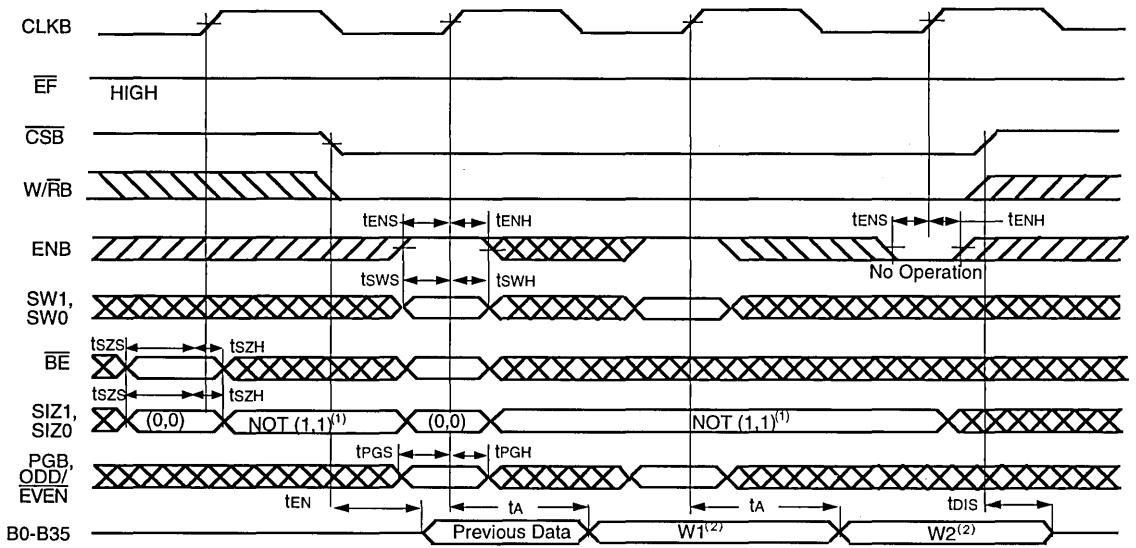 CLKB
EF
HIGH
CSB
W/RB
tENS tENH tENS tENH
ENB
No Operation
tSWS tSWH
SW1,
SW0
tSZS tSZH
BE
tSZS tSZH
SIZ1,
SIZ0
(0,0) NOT (1,1)(1) (0,0) NOT (1,1)(1)
PGB,
ODD/
EVEN
tPGS tPGH
tEN tA tA tDIS
B0-B35 Previous Data W1(2) W2(2)